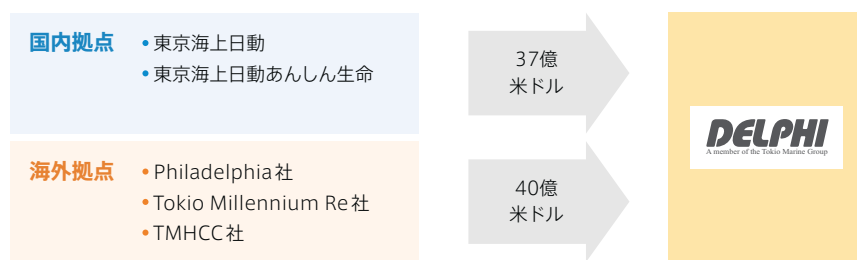 国内拠点
•東京海上日動
•東京海上日動あんしん生命
37億
米ドル
海外拠点
•Philadelphia社
•Tokio Millennium Re社
•TMHCC社
40億
米ドル
DELPHI
A member of the Tokio Marine Group